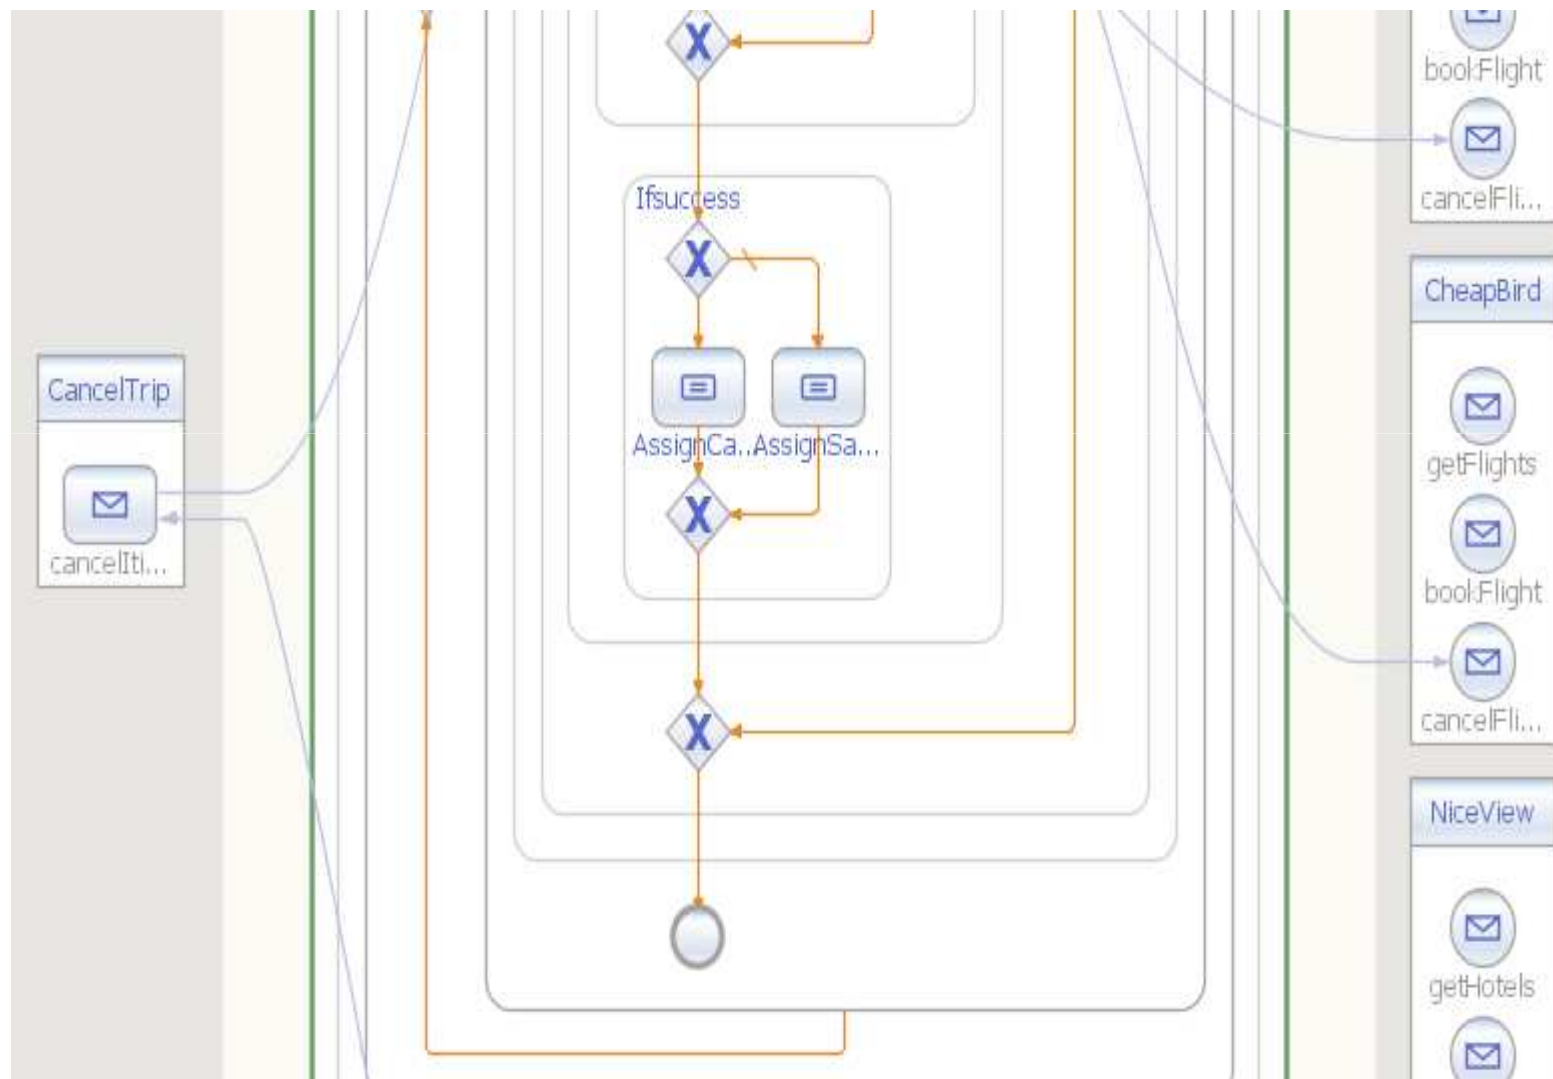 bookFlight
cancelFli...
Ifsuccess
X
CheapBird
CancelTrip
AssignCa...
AssignSa...
getFlights
cancelIti...
bookFlight
cancelFli...
NiceView
getHotels